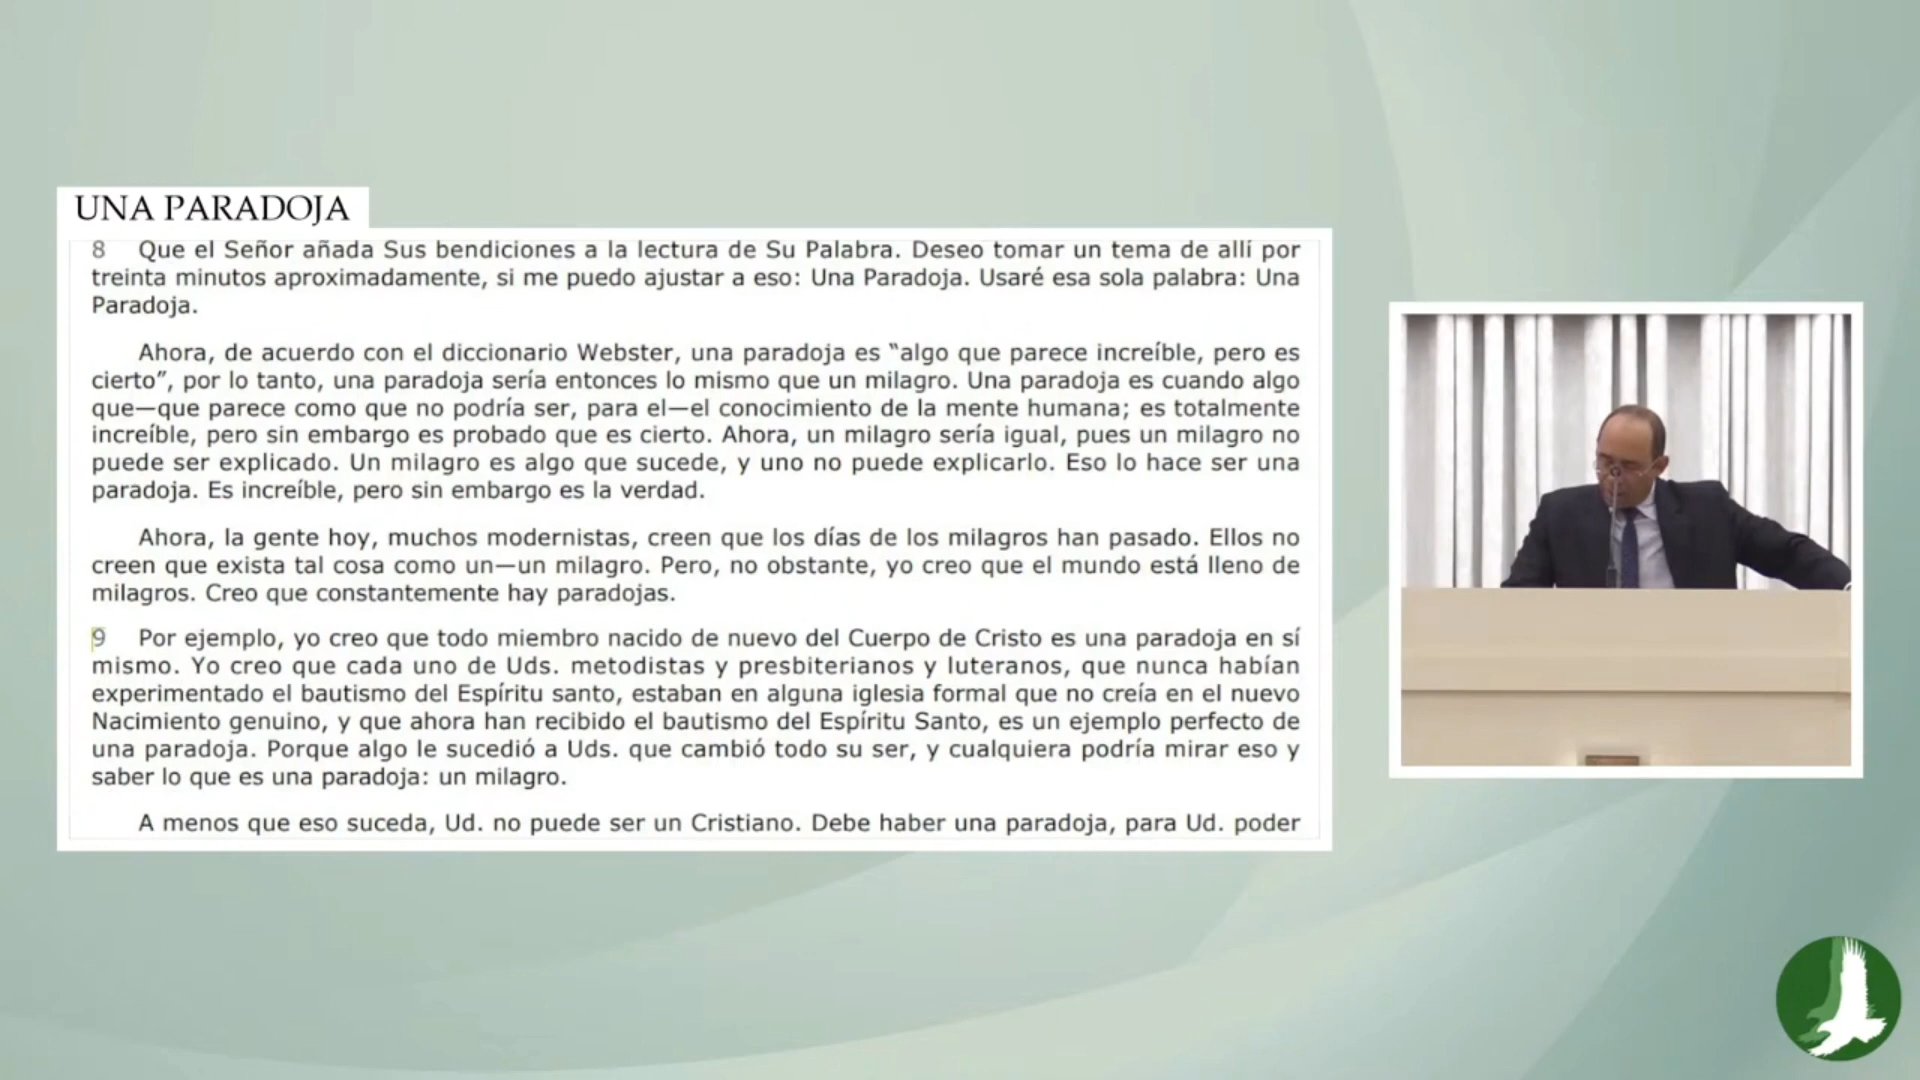 UNA PARADOJA
8 Que el Señor añada Sus bendiciones a la lectura de Su Palabra. Deseo tomar un tema de allí por
treinta minutos aproximadamente, si me puedo ajustar a eso: Una Paradoja. Usaré esa sola palabra: Una
Paradoja.
Ahora, de acuerdo con el diccionario Webster, una paradoja es “algo que parece increíble, pero es
cierto”, por lo tanto, una paradoja sería entonces lo mismo que un milagro. Una paradoja es cuando algo
que—que parece como que no podría ser, para el—el conocimiento de la mente humana; es totalmente
increíble, pero sin embargo es probado que es cierto. Ahora, un milagro sería igual, pues un milagro no
puede ser explicado. Un milagro es algo que sucede, y uno no puede explicarlo. Eso lo hace ser una
paradoja. Es increíble, pero sin embargo es la verdad.
Ahora, la gente hoy, muchos modernistas, creen que los días de los milagros han pasado. Ellos no
creen que exista tal cosa como un—un milagro. Pero, no obstante, yo creo que el mundo está lleno de
milagros. Creo que constantemente hay paradojas.
9 Por ejemplo, yo creo que todo miembro nacido de nuevo del Cuerpo de Cristo es una paradoja en sí
mismo. Yo creo que cada uno de Uds. metodistas y presbiterianos y luteranos, que nunca habían
experimentado el bautismo del Espíritu santo, estaban en alguna iglesia formal que no creía en el nuevo
Nacimiento genuino, y que ahora han recibido el bautismo del Espíritu Santo, es un ejemplo perfecto de
una paradoja. Porque algo le sucedió a Uds. que cambió todo su ser, y cualquiera podría mirar eso y
saber lo que es una paradoja: un milagro.
A menos que eso suceda, Ud. no puede ser un Cristiano. Debe haber una paradoja, para Ud. poder